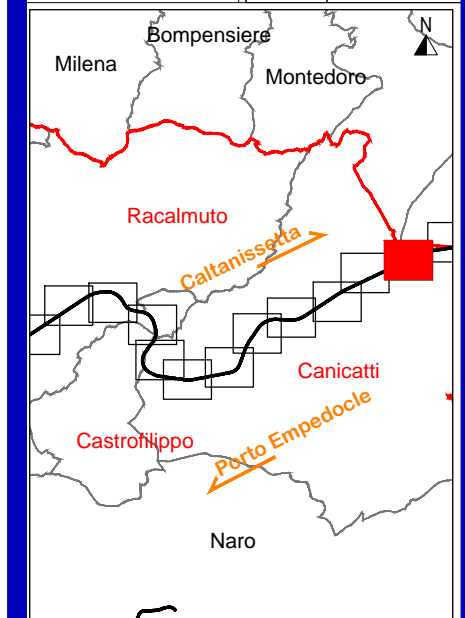 N
Bompensiere
Milena
Montedoro
Racalmuto
Caltanissetta
Canicatti
Porto Empedocle
Castrofilippo
Naro